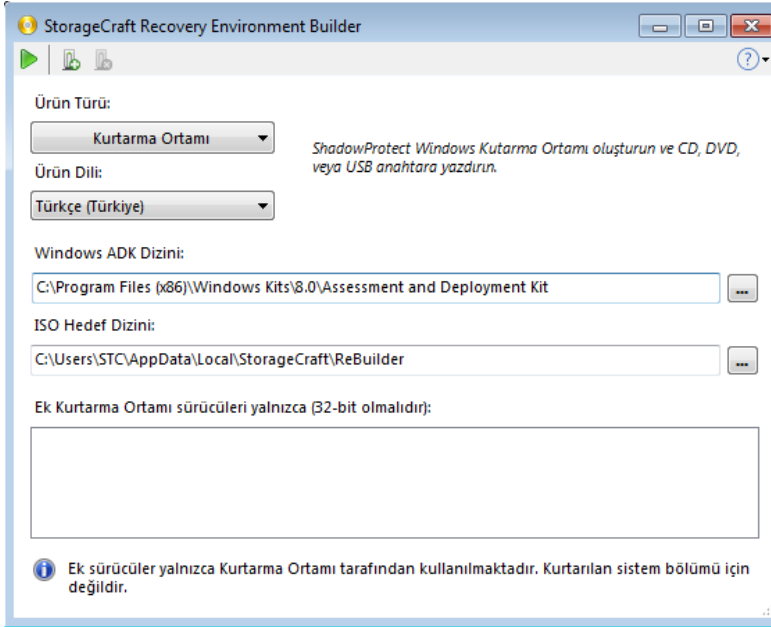 StorageCraft Recovery Environment Builder
Ürün Türü:
Kurtarma Ortamı
ShadowProtect Windows Kutarma Ortamı oluşturun ve CD, DVD,
veya USB anahtara yazdırın.
Ürün Dili:
Türkçe (Türkiye)
Windows ADK Dizini:
C:\Program Files (x86)\Windows Kits\8.0\Assessment and Deployment Kit
...
ISO Hedef Dizini:
C:\Users\STC\AppData\Local\StorageCraft\ReBuilder
...
Ek Kurtarma Ortamı sürücüleri yalnızca (32-bit olmalıdır):
Ek sürücüler yalnızca Kurtarma Ortamı tarafından kullanılmaktadır. Kurtarılan sistem bölümü için
değildir.